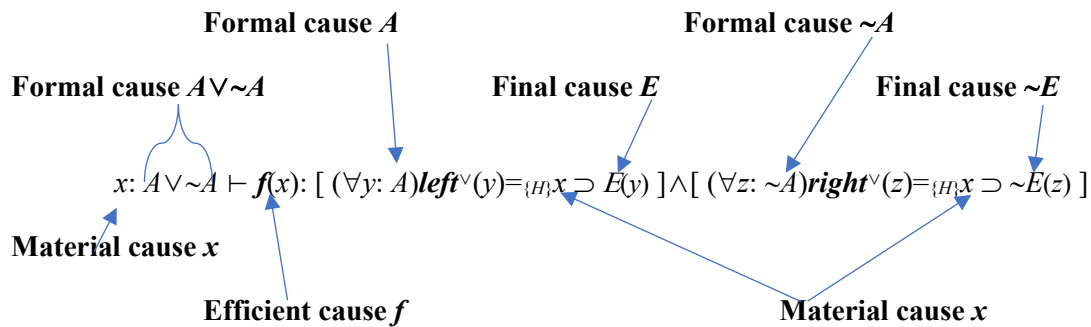 Formal cause A Formal cause ~A
Formal cause A∨~A Final cause E Final cause ~E
x: A∨~A ⊢ f(x): [ (∀y: A)left^∨(y)=_{H}x ⊃ E(y) ]∧[ (∀z: ~A)right^∨(z)=_{H}x ⊃ ~E(z) ]
Material cause x
Efficient cause f Material cause x